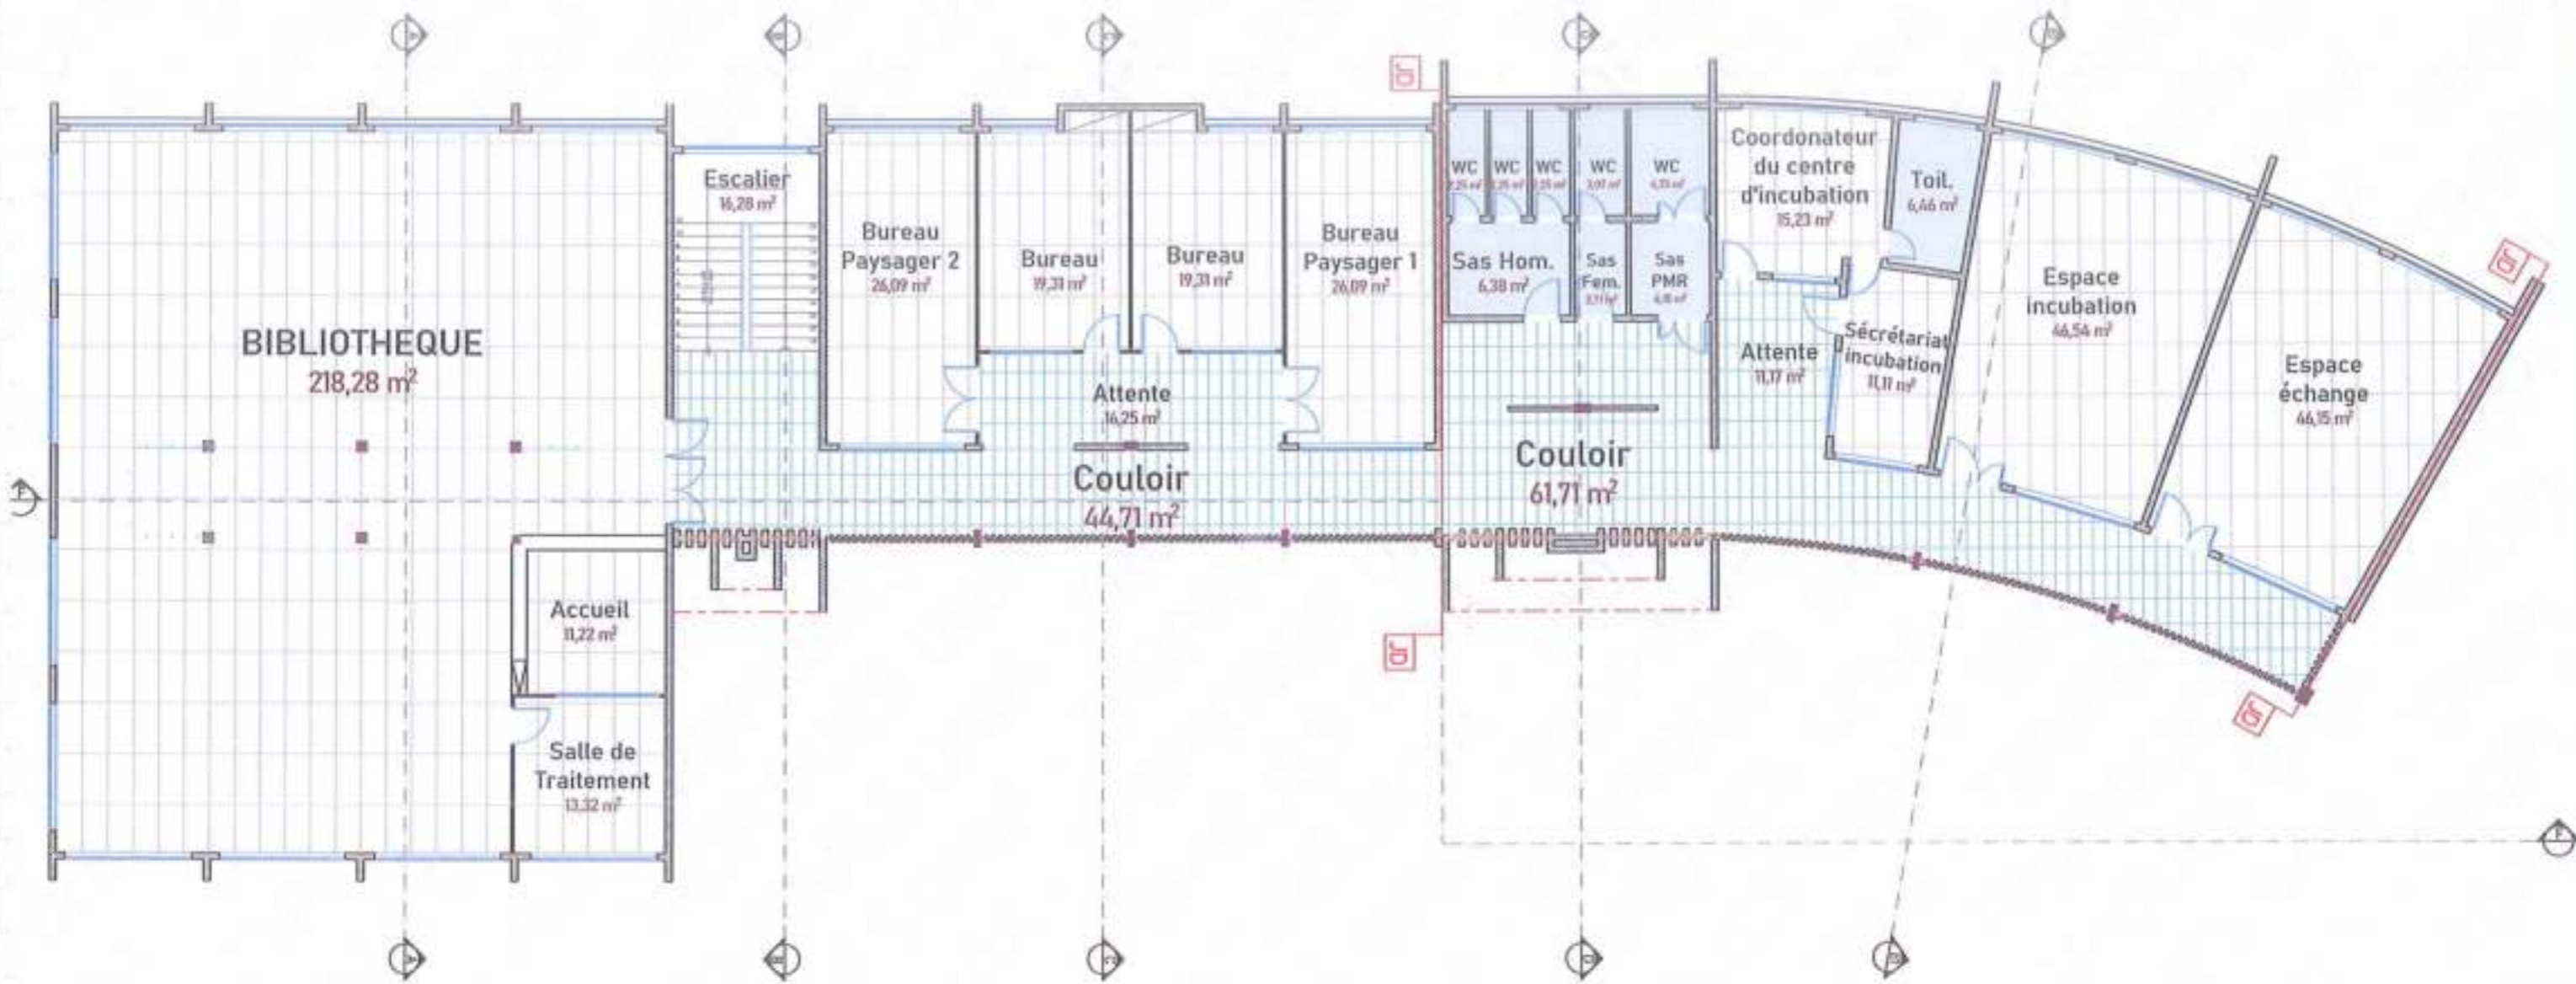 JD
BIBLIOTHEQUE
218,28 m²
Accueil
11,22 m²
Salle de
Traitement
13,32 m²
Escalier
16,28 m²
Bureau
Paysager 2
26,09 m²
Bureau
19,31 m²
Bureau
19,31 m²
Bureau
Paysager 1
26,09 m²
Attente
16,25 m²
Couloir
44,71 m²
JD
WC
WC
WC
WC
WC
Sas Hom.
6,38 m²
Sas
Fem.
Sas
PMR
Couloir
61,71 m²
Coordonateur
du centre
d'incubation
15,23 m²
Toil.
6,46 m²
Attente
11,17 m²
Sécrétariat
incubation
11,11 m²
Espace
incubation
46,54 m²
Espace
échange
46,15 m²
JD
JD